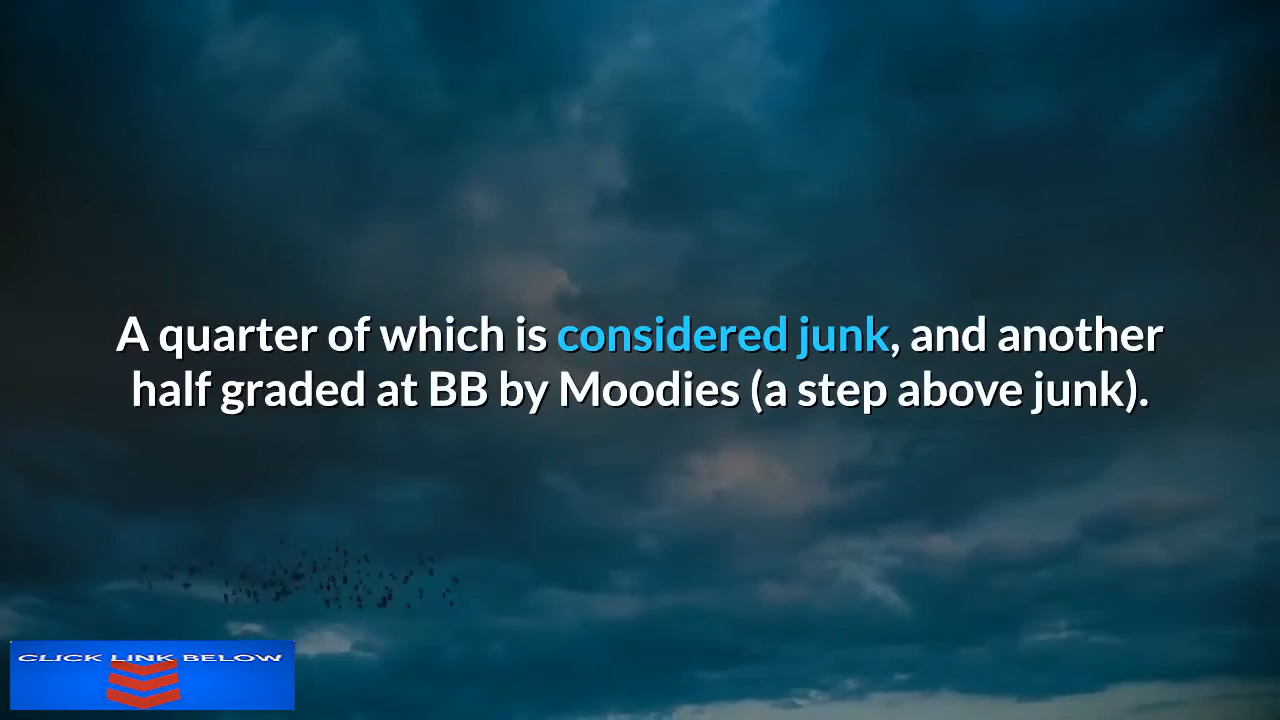 A quarter of which is considered junk, and another
half graded at BB by Moodies (a step above junk).
CLICK LINK BELOW